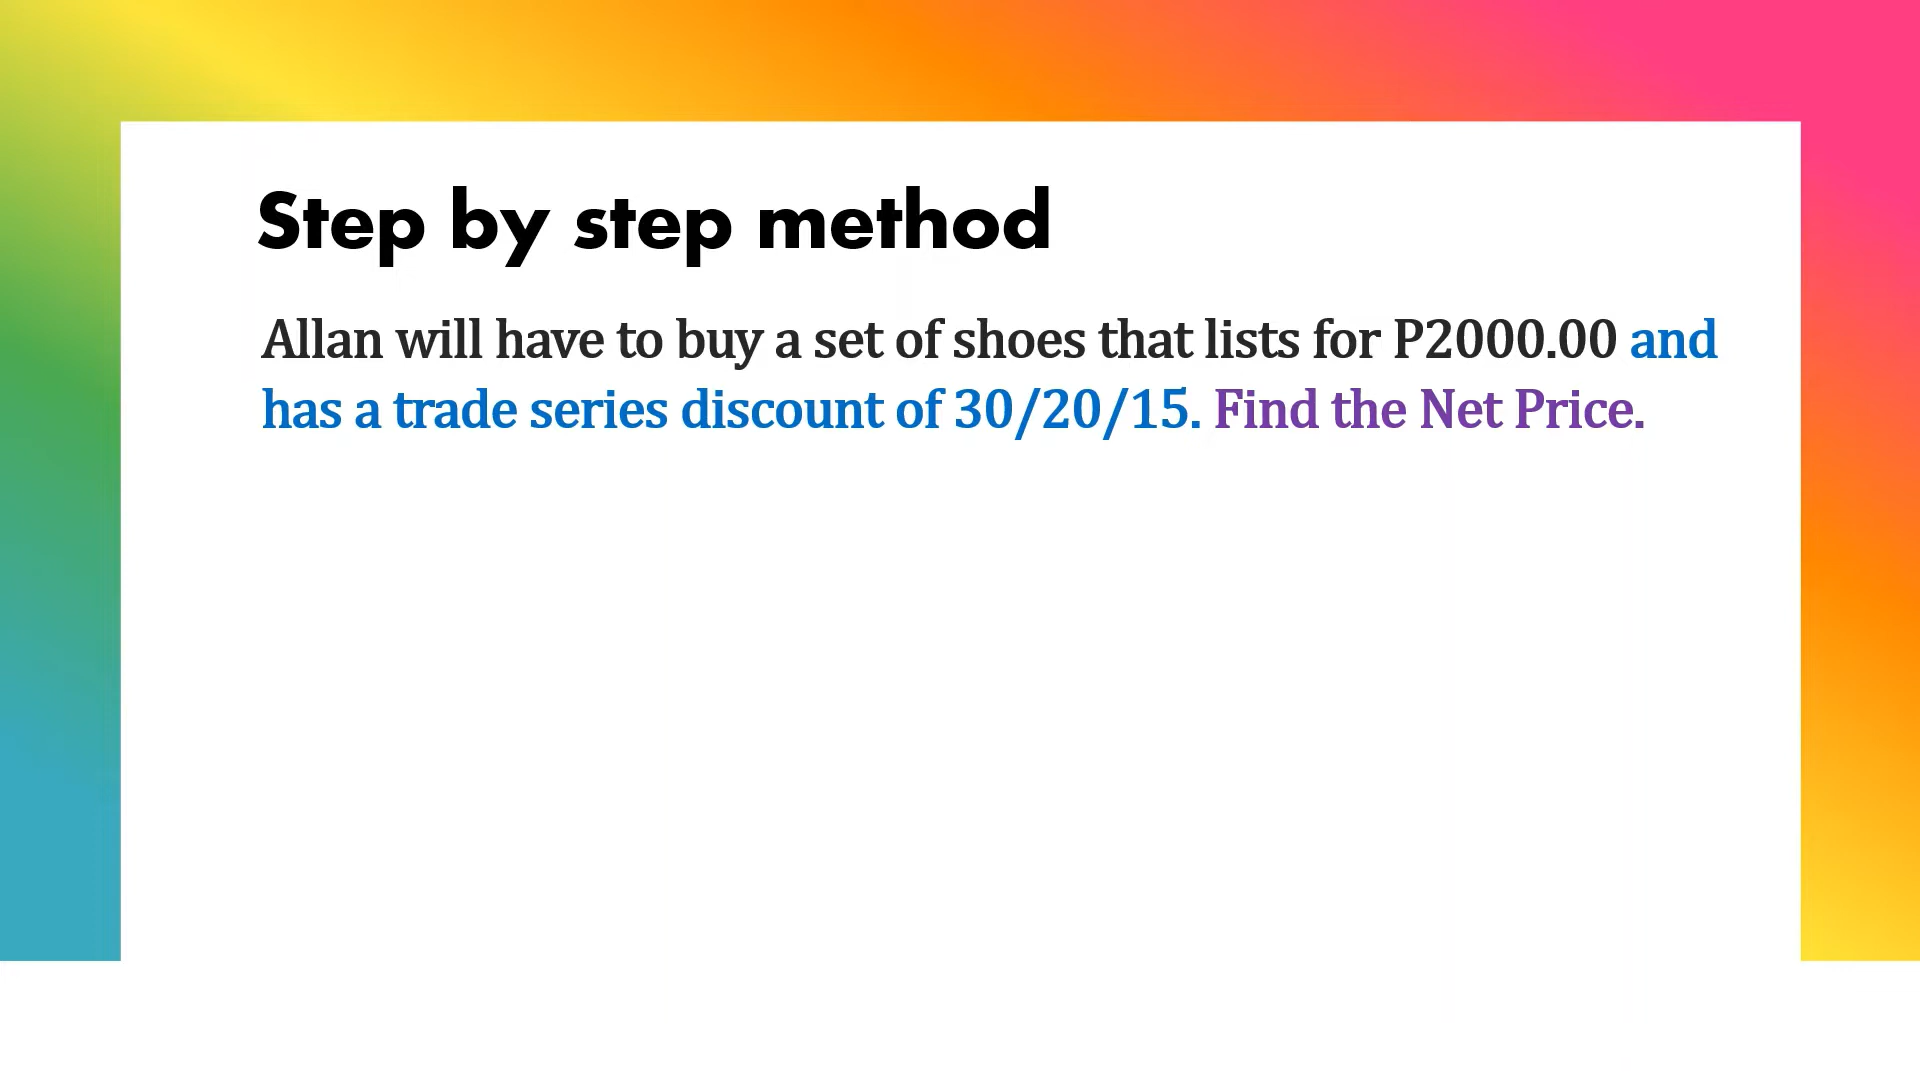 Step by step method
Allan will have to buy a set of shoes that lists for P2000.00 and
has a trade series discount of 30/20/15. Find the Net Price.